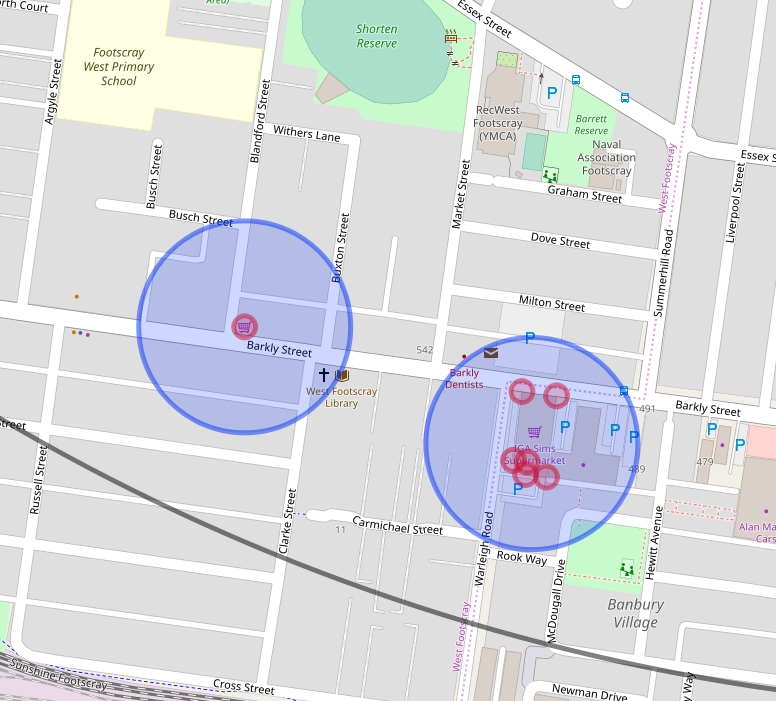 orth Court
Area)
Essex Street
Shorten
Reserve
Footscray
West Primary
School
Argyle Street
Blandford Street
Withers Lane
RecWest
Footscray
(YMCA)
P
Barrett
Reserve
Naval
Association
Footscray
Essex S
West Footscray
Busch Street
Busch Street
Market Street
Graham Street
Liverpool Street
Buxton Street
Dove Street
Summerhill Road
Milton Street
P
Barkly Street
542
Barkly
Dentists
West Footscray
Library
491
Barkly Street
P
P
P
P
P
IGA Sims
Supermarket
489
479
P
Street
Russell Street
Clarke Street
11
Carmichael Street
Warleigh Road
Rook Way
McDougall Drive
Hewitt Avenue
Alan Ma
Cars
Banbury
Village
West Footscray
Sunshine Footscray
Cross Street
Newman Drive
y Way